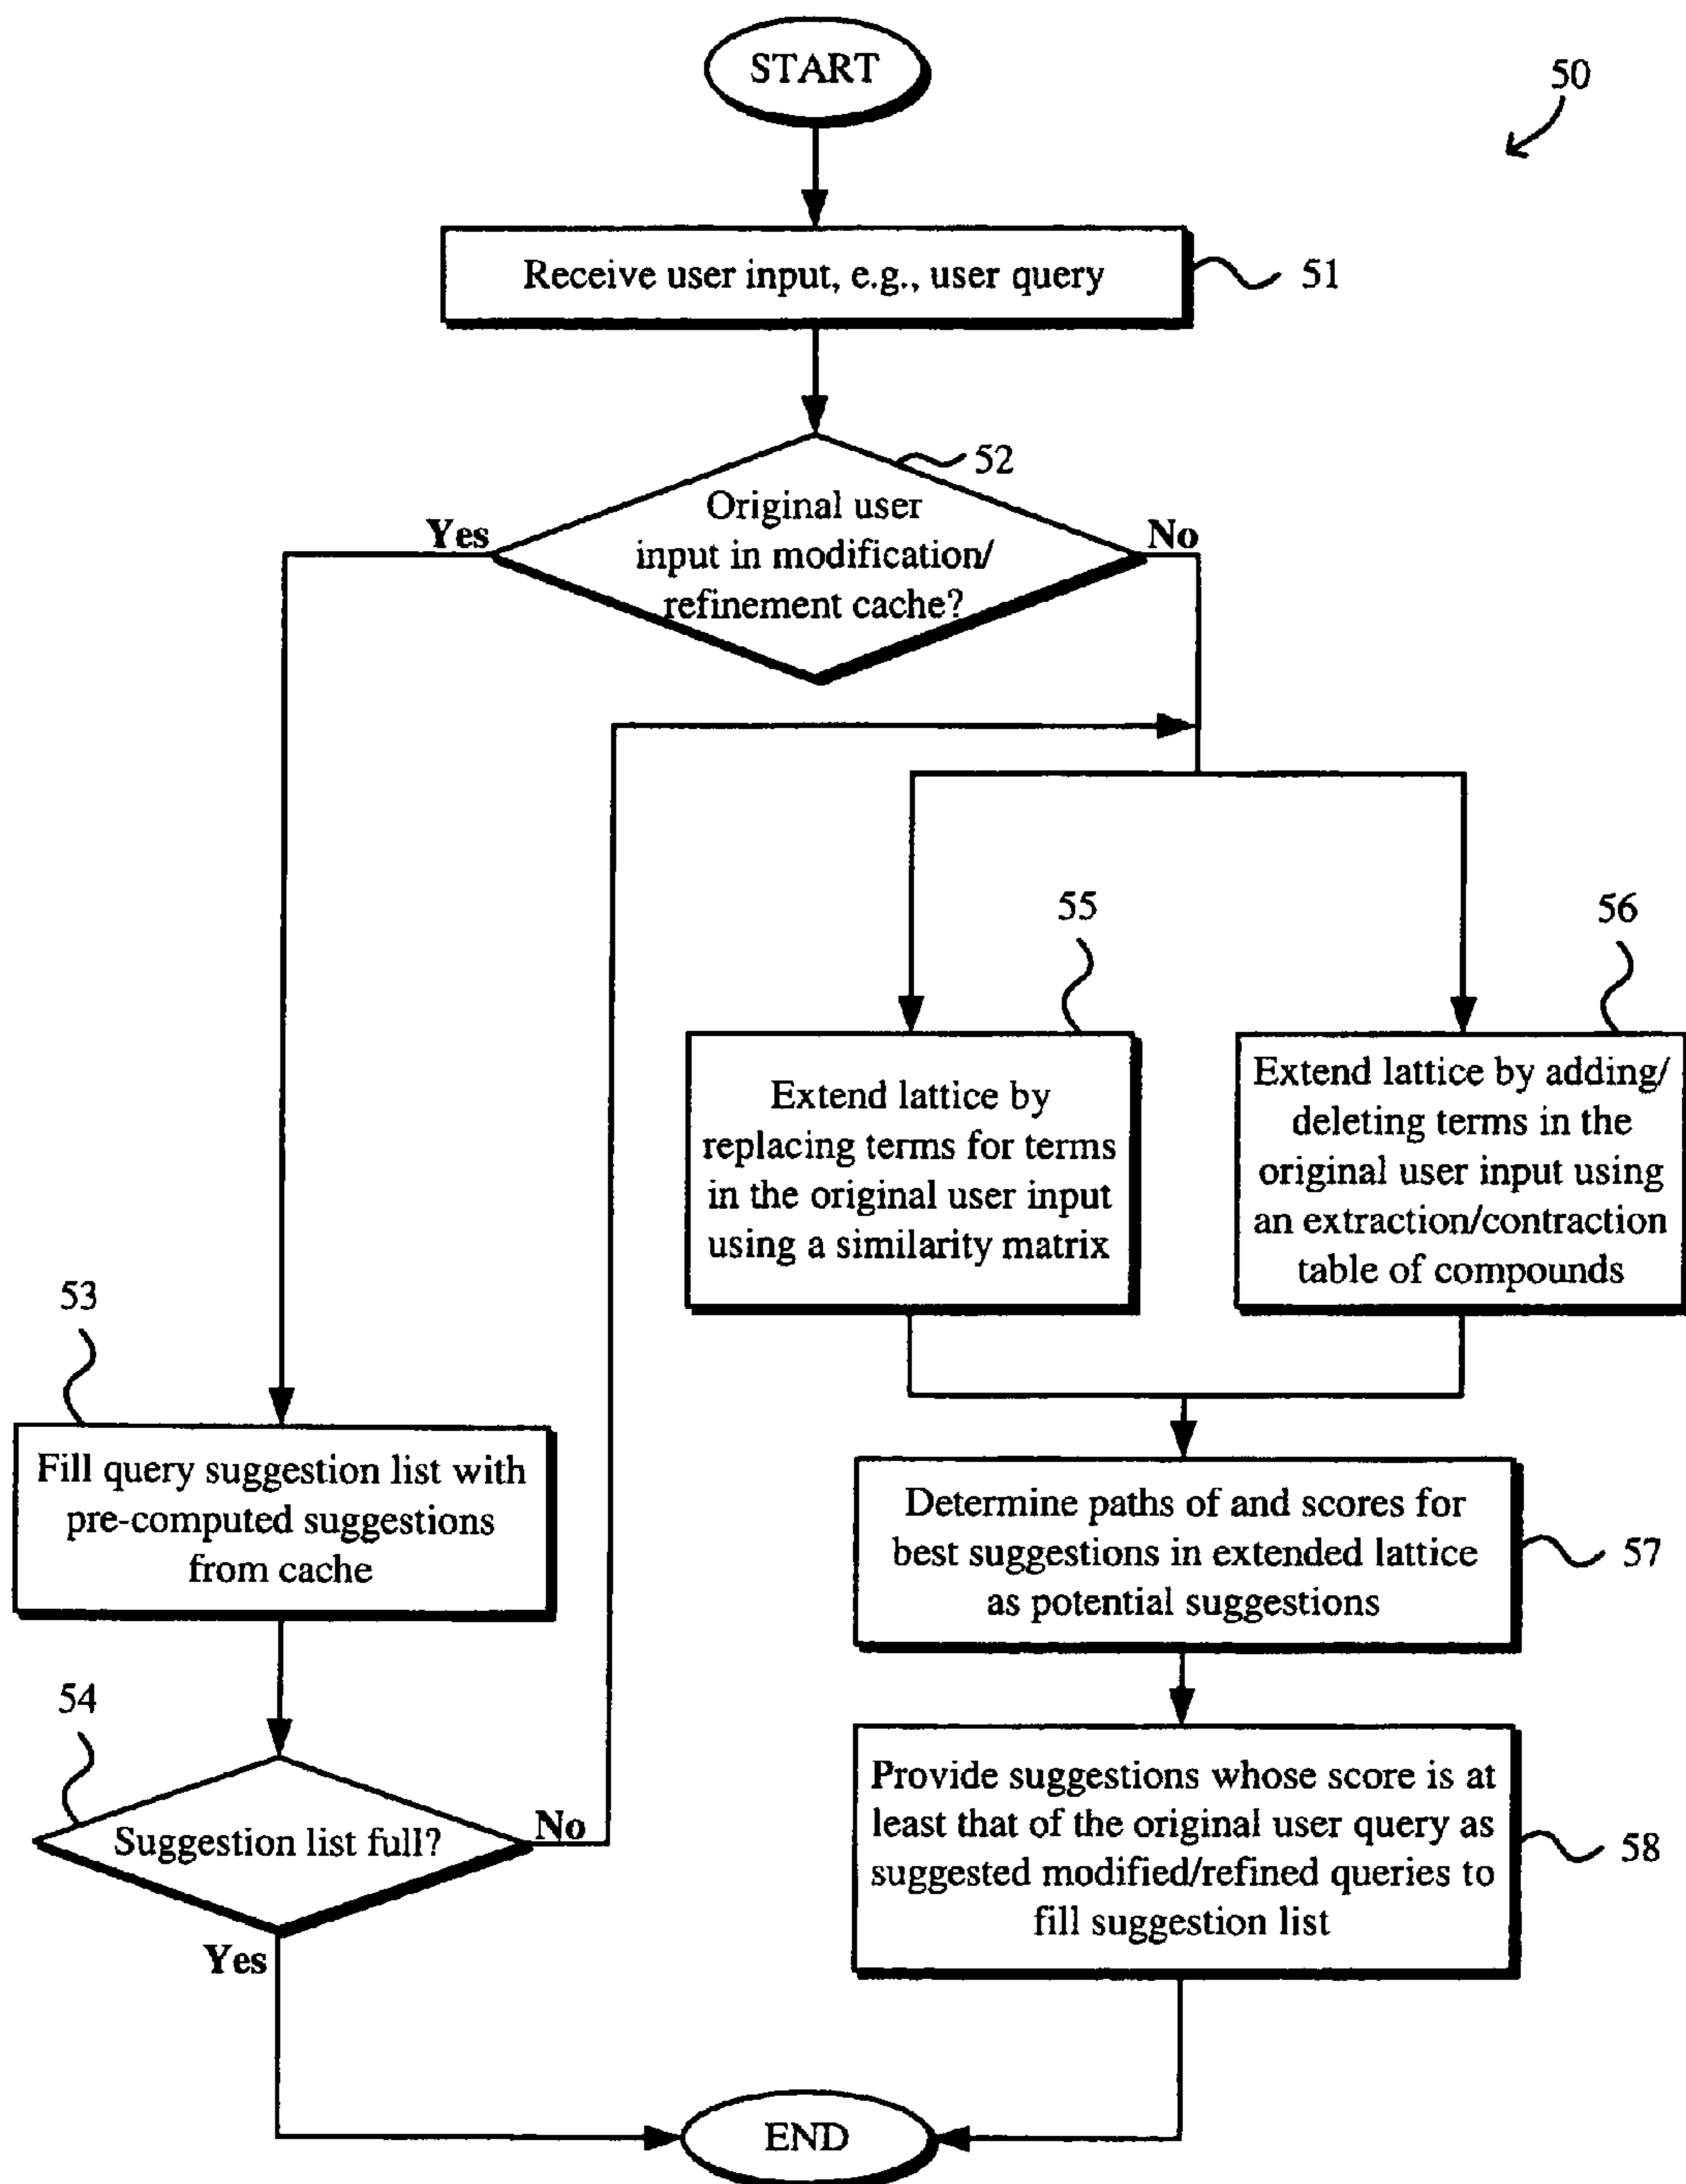 START
50
Receive user input, e.g., user query
51
52
Original user
input in modification/
refinement cache?
Yes
No
55
56
Extend lattice by
replacing terms for terms
in the original user input
using a similarity matrix
Extend lattice by adding/
deleting terms in the
original user input using
an extraction/contraction
table of compounds
53
Fill query suggestion list with
pre-computed suggestions
from cache
Determine paths of and scores for
best suggestions in extended lattice
as potential suggestions
57
54
Suggestion list full?
No
Yes
Provide suggestions whose score is at
least that of the original user query as
suggested modified/refined queries to
fill suggestion list
58
END